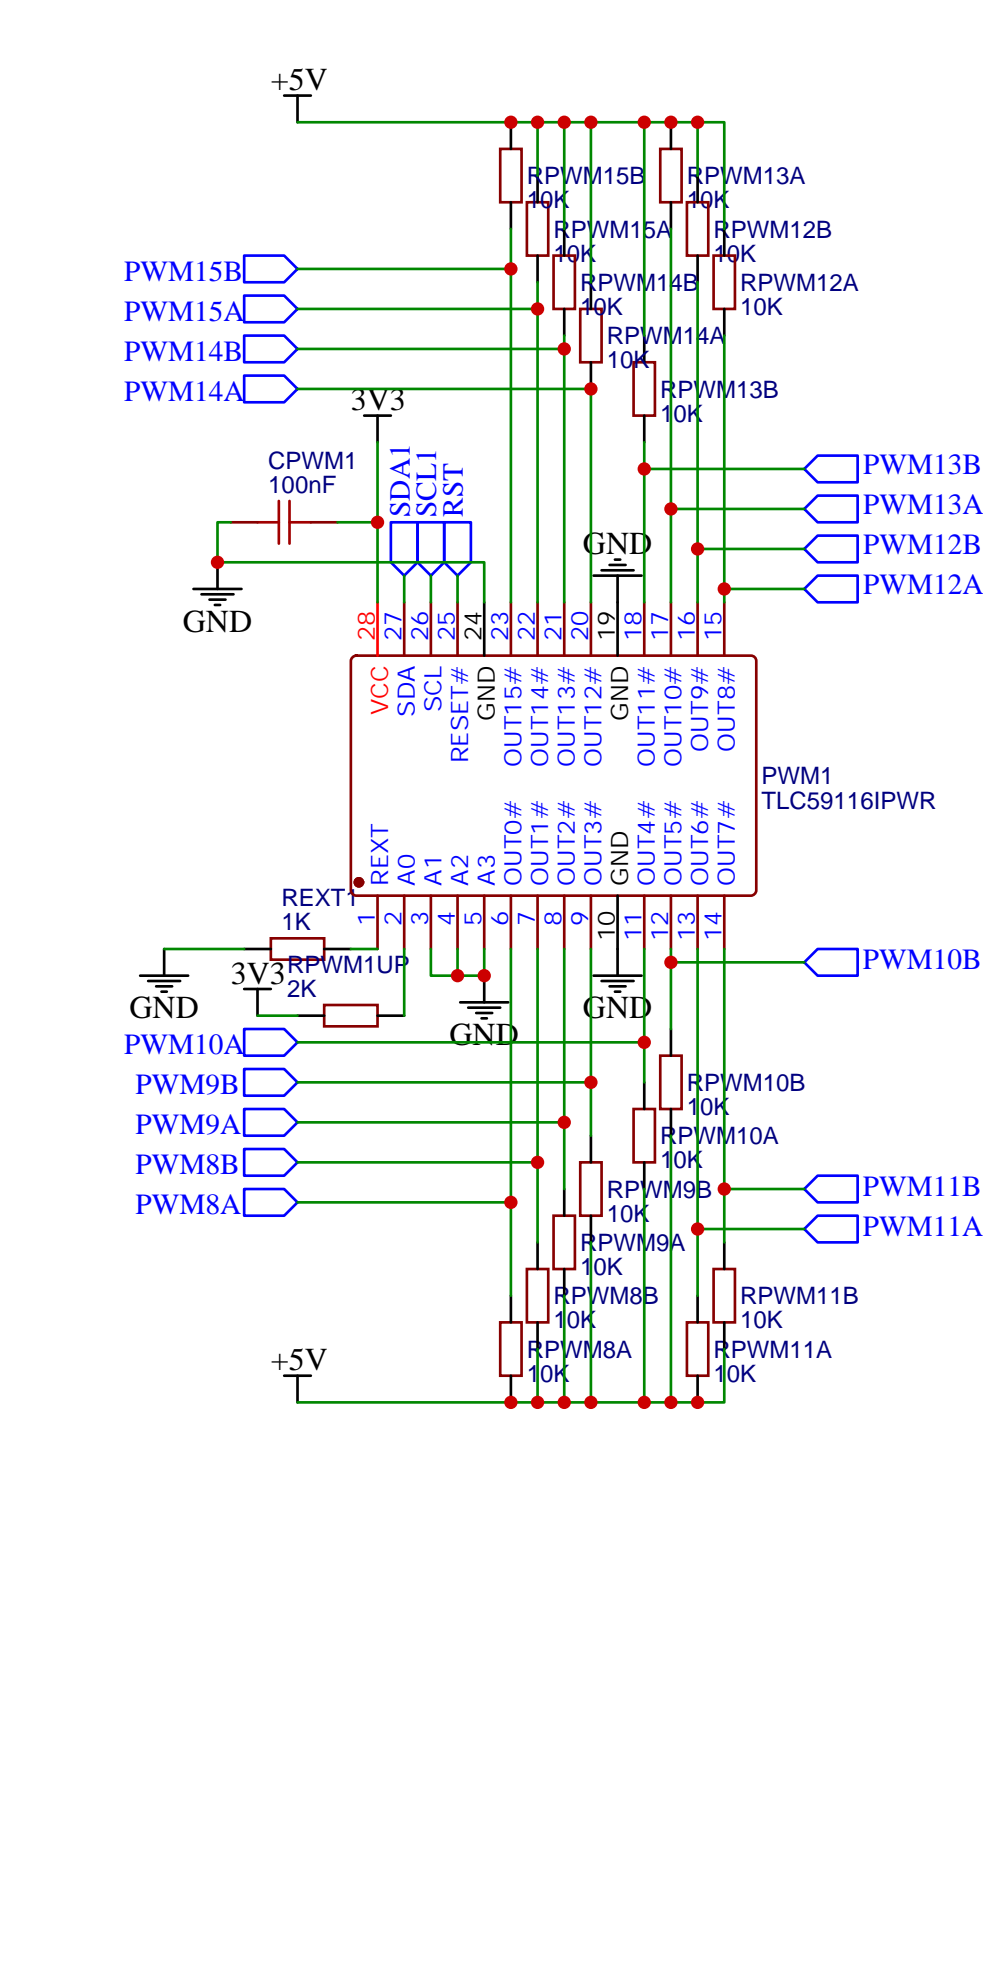 +5V
RPWM15B
10K
RPWM13A
10K
RPWM15A
10K
RPWM12B
10K
PWM15B
RPWM14B
10K
RPWM12A
10K
PWM15A
RPWM14A
10K
PWM14B
PWM14A
RPWM13B
10K
3V3
CPWM1
100nF
SDA1
SCL1
RST
PWM13B
PWM13A
GND
PWM12B
PWM12A
GND
28
27
26
25
24
23
22
21
20
19
18
17
16
15
VCC
SDA
SCL
RESET#
GND
OUT15#
OUT14#
OUT13#
OUT12#
GND
OUT11#
OUT10#
OUT9#
OUT8#
PWM1
TLC59116IPWR
REXT
A0
A1
A2
A3
OUT0#
OUT1#
OUT2#
OUT3#
GND
OUT4#
OUT5#
OUT6#
OUT7#
REXT1
1K
1
2
3
4
5
6
7
8
9
10
11
12
13
14
GND
3V3
RPWM1UP
2K
GND
GND
PWM10B
PWM10A
PWM9B
PWM9A
PWM8B
PWM8A
RPWM10B
10K
RPWM10A
10K
RPWM9B
10K
PWM11B
PWM11A
RPWM9A
10K
RPWM8B
10K
RPWM11B
10K
RPWM8A
10K
RPWM11A
10K
+5V